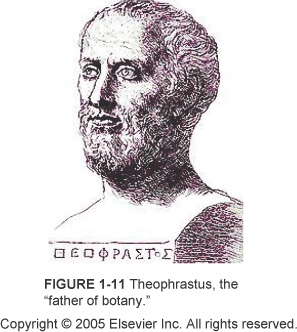 ΘΕΟΦΡΑΣΤοΣ
FIGURE 1-11 Theophrastus, the
“father of botany.”
Copyright © 2005 Elsevier Inc. All rights reserved.